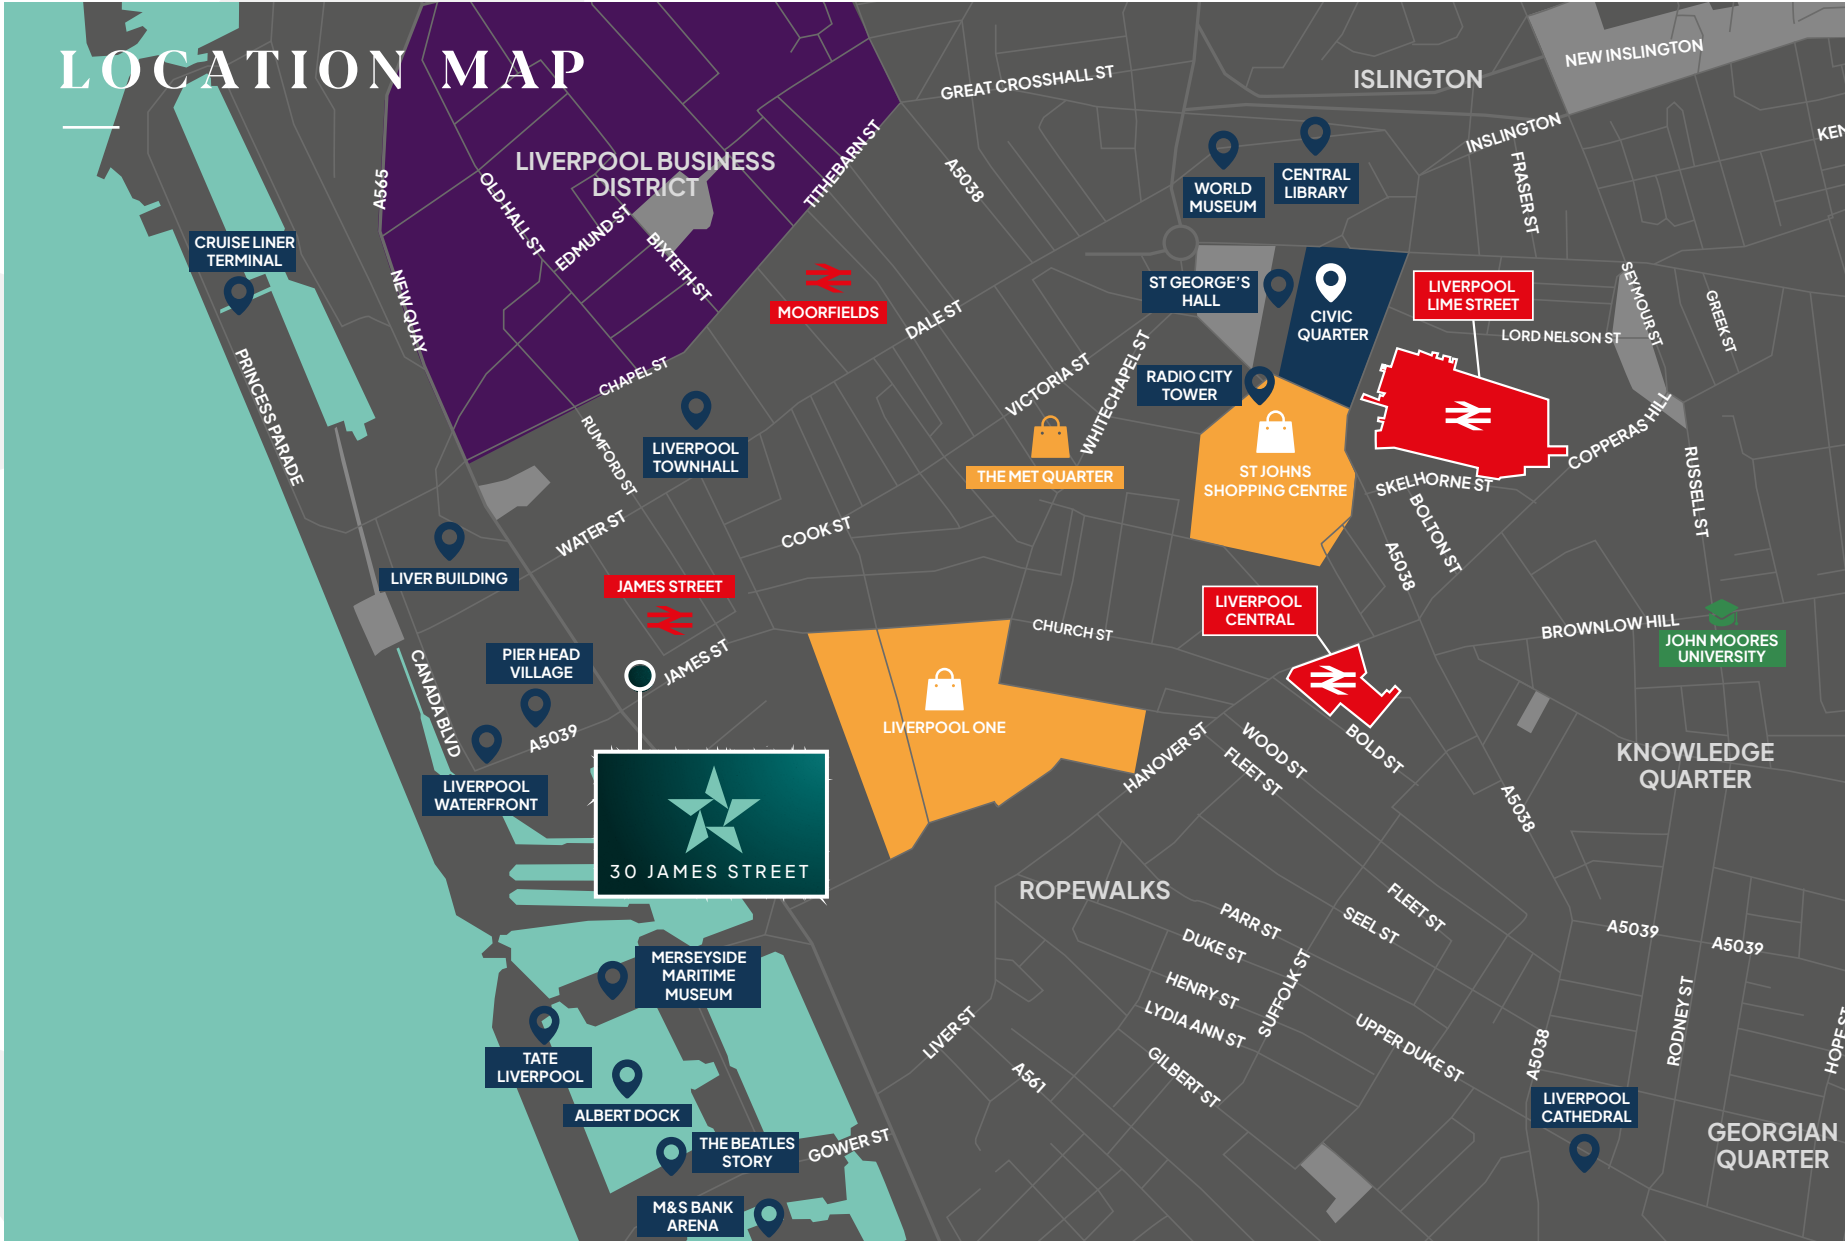 LOCATION MAP
ISLINGTON
NEW INSLINGTON
GREAT CROSSHALL ST
INSLINGTON
KEN
LIVERPOOL BUSINESS
DISTRICT
TITHEBARN ST
A5038
WORLD
MUSEUM
CENTRAL
LIBRARY
FRASER ST
A565
OLD HALL ST
EDMUND ST
BIXTETH ST
CRUISE LINER
TERMINAL
NEW QUAY
MOORFIELDS
DALE ST
ST GEORGE'S
HALL
CIVIC
QUARTER
LIVERPOOL
LIME STREET
LORD NELSON ST
SEYMOUR ST
GREEK ST
PRINCESS PARADE
CHAPEL ST
RUMFORD ST
LIVERPOOL
TOWNHALL
VICTORIA ST
WHITECHAPEL ST
RADIO CITY
TOWER
THE MET QUARTER
ST JOHNS
SHOPPING CENTRE
COPPERAS HILL
SKELHORNE ST
BOLTON ST
RUSSELL ST
WATER ST
COOK ST
A5038
LIVER BUILDING
JAMES STREET
JAMES ST
CHURCH ST
LIVERPOOL
CENTRAL
BROWNLOW HILL
JOHN MOORES
UNIVERSITY
PIER HEAD
VILLAGE
CANADA BLVD
A5039
LIVERPOOL
WATERFRONT
LIVERPOOL ONE
HANOVER ST
WOOD ST
FLEET ST
BOLD ST
KNOWLEDGE
QUARTER
A5038
30 JAMES STREET
ROPEWALKS
PARR ST
DUKE ST
HENRY ST
LYDIA ANN ST
GILBERT ST
SUFFOLK ST
SEEL ST
FLEET ST
UPPER DUKE ST
A5039
A5039
RODNEY ST
HOPE ST
A5038
MERSEYSIDE
MARITIME
MUSEUM
TATE
LIVERPOOL
ALBERT DOCK
LIVER ST
A561
THE BEATLES
STORY
GOWER ST
M&S BANK
ARENA
LIVERPOOL
CATHEDRAL
GEORGIAN
QUARTER